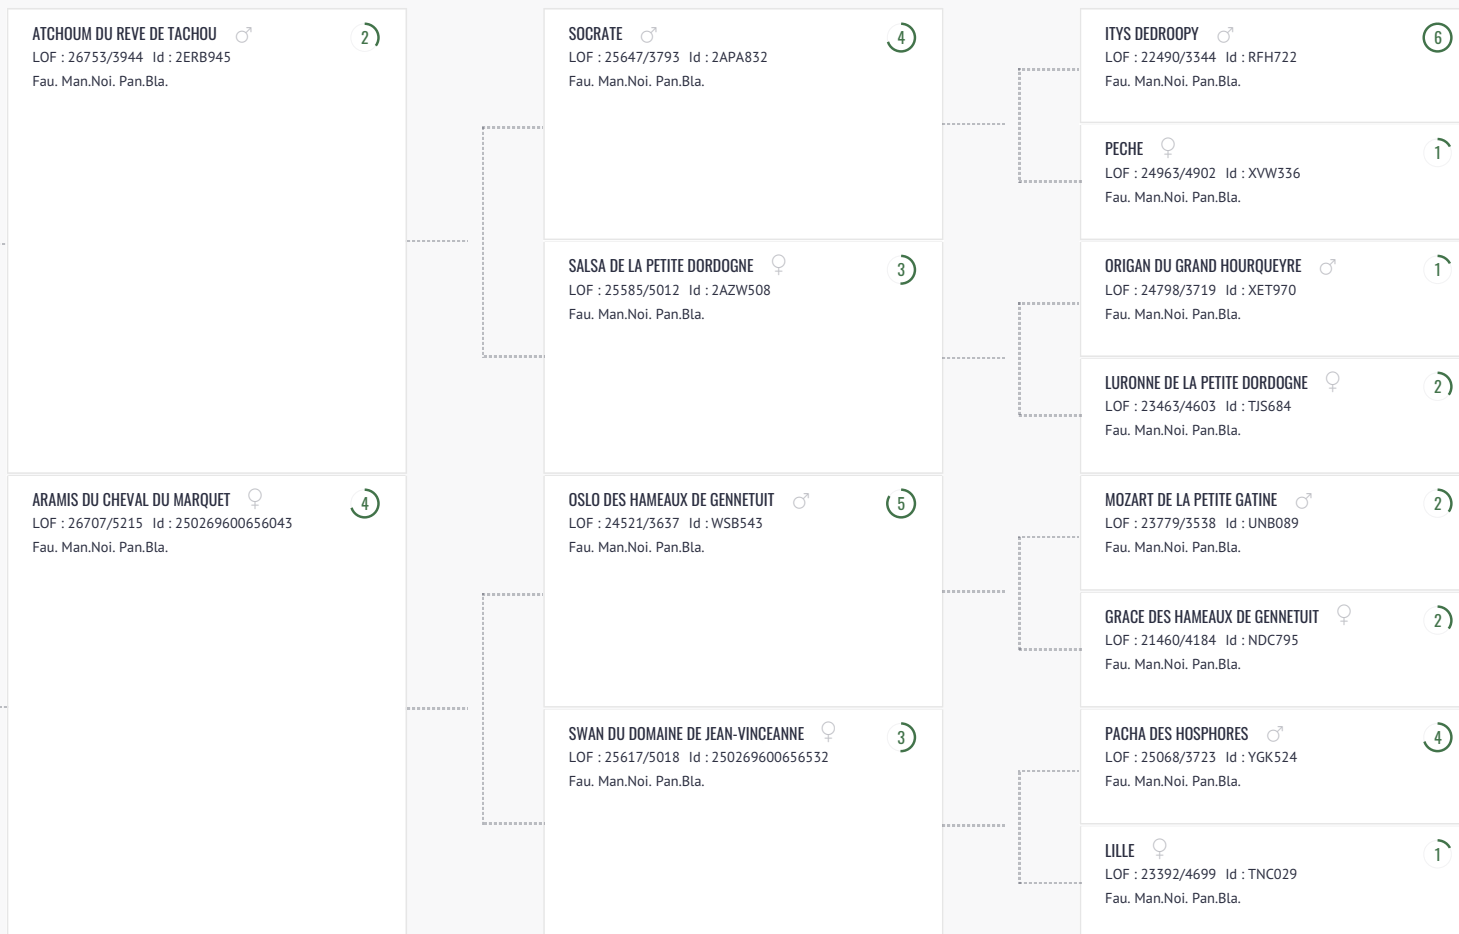 ATCHOUM DU REVE DE TACHOU
2
LOF : 26753/3944 Id : 2ERB945
Fau. Man.Noi. Pan.Bla.
ARAMIS DU CHEVAL DU MARQUET
4
LOF : 26707/5215 Id : 250269600656043
Fau. Man.Noi. Pan.Bla.
SOCRATE
4
LOF : 25647/3793 Id : 2APA832
Fau. Man.Noi. Pan.Bla.
SALSA DE LA PETITE DORDOGNE
3
LOF : 25585/5012 Id : 2AZW508
Fau. Man.Noi. Pan.Bla.
OSLO DES HAMEAUX DE GENNETUIT
5
LOF : 24521/3637 Id : WSB543
Fau. Man.Noi. Pan.Bla.
SWAN DU DOMAINE DE JEAN-VINCEANNE
3
LOF : 25617/5018 Id : 250269600656532
Fau. Man.Noi. Pan.Bla.
ITYS DEDROOPY
6
LOF : 22490/3344 Id : RFH722
Fau. Man.Noi. Pan.Bla.
PECHE
1
LOF : 24963/4902 Id : XVW336
Fau. Man.Noi. Pan.Bla.
ORIGAN DU GRAND HOURQUEYRE
1
LOF : 24798/3719 Id : XET970
Fau. Man.Noi. Pan.Bla.
LURONNE DE LA PETITE DORDOGNE
2
LOF : 23463/4603 Id : TJS684
Fau. Man.Noi. Pan.Bla.
MOZART DE LA PETITE GATINE
2
LOF : 23779/3538 Id : UNB089
Fau. Man.Noi. Pan.Bla.
GRACE DES HAMEAUX DE GENNETUIT
2
LOF : 21460/4184 Id : NDC795
Fau. Man.Noi. Pan.Bla.
PACHA DES HOSPHORES
4
LOF : 25068/3723 Id : YGK524
Fau. Man.Noi. Pan.Bla.
LILLE
1
LOF : 23392/4699 Id : TNC029
Fau. Man.Noi. Pan.Bla.